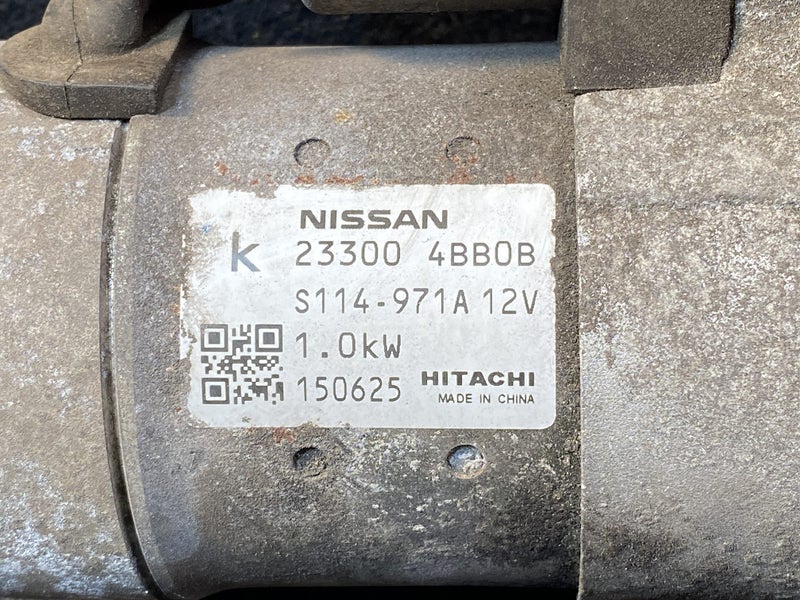 NISSAN
k 23300 4BB0B
S114-971A 12V
1.0kW
150625 HITACHI
MADE IN CHINA